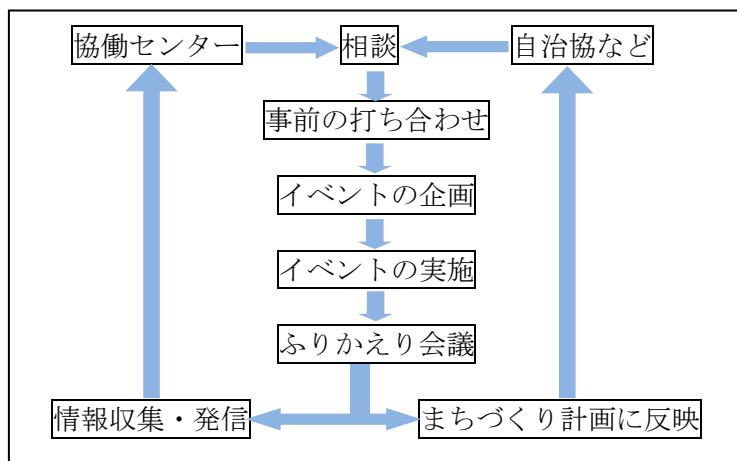 協働センター
相談
自治協など
事前の打ち合わせ
イベントの企画
イベントの実施
ふりかえり会議
情報収集・発信
まちづくり計画に反映